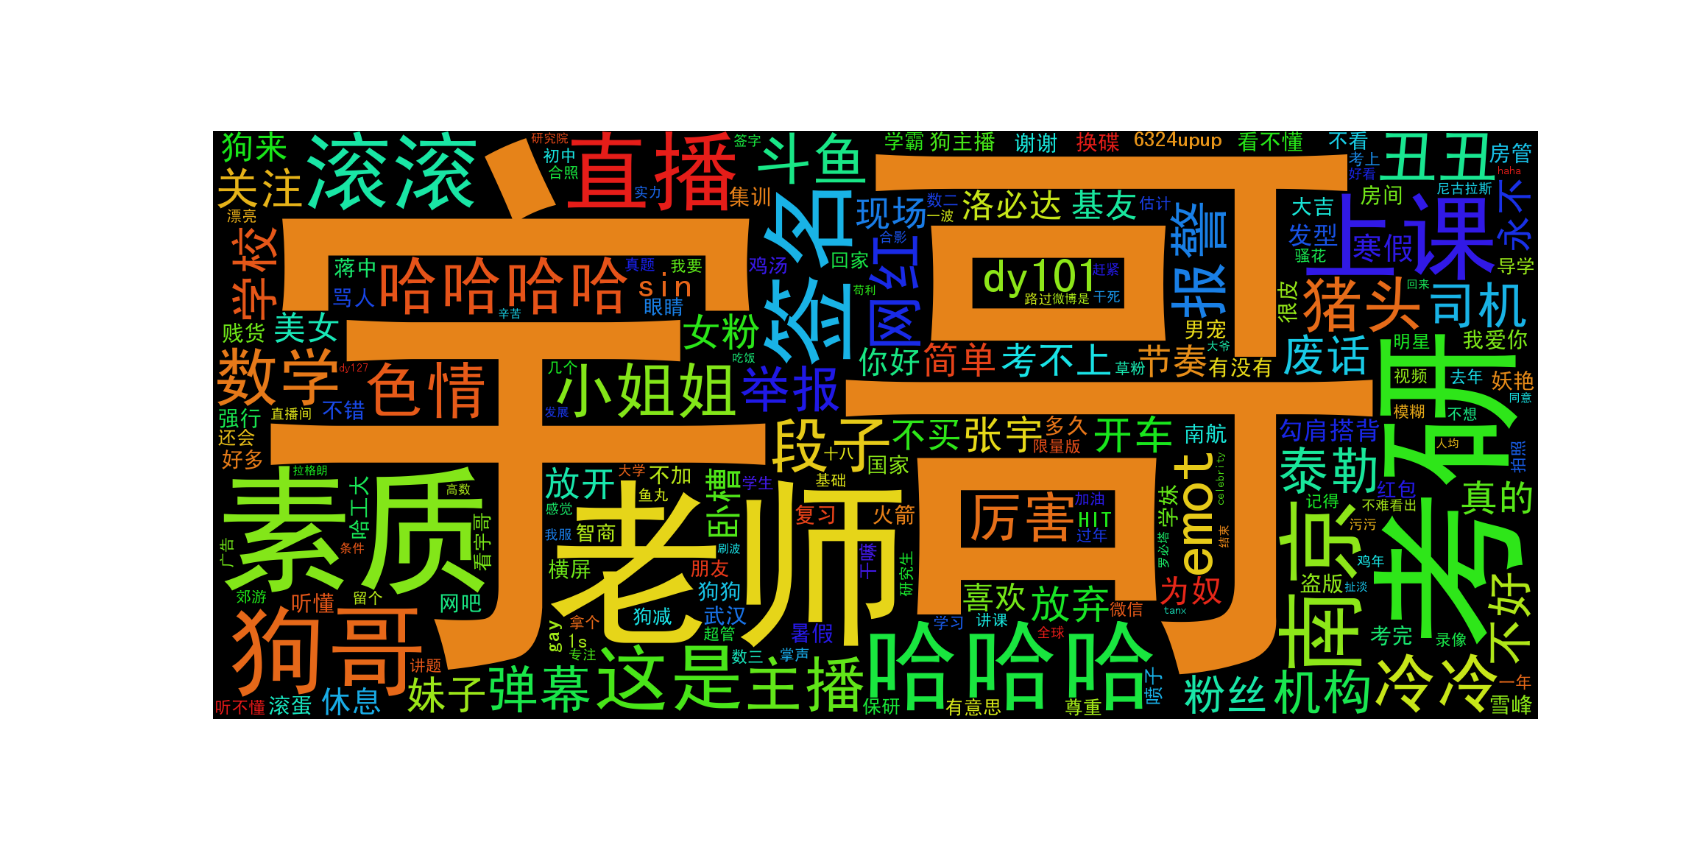 狗来
滚滚
研究院
初中
合照
直播
实力
签字
集训
斗鱼
学霸
狗主播
谢谢
换碟
6324upup
看不懂
不看
考上
好看
丑丑
房管
haha
关注
漂亮
宇哥
签名
现场
数二
一波
洛必达
基友
估计
报警
大吉
发型
骚花
房间
尼古拉斯
上课
寒假
永不
导学
学校
蒋中
骂人
哈哈哈哈
真题
我要
sin
眼睛
鸡汤
回家
合影
网红
苟利
dy101
赶紧
路过微博是
干死
很皮
回来
猪头
司机
贱货
美女
辛苦
女粉
吃饭
你好
简单
考不上
草粉
节奏
男宠
大爷
有没有
废话
明星
我爱你
数学
dy127
色情
几个
小姐姐
举报
视频
去年
妖艳
同意
考研
强行
直播间
不错
发展
段子
十八
不买
张宇
多久
限量版
开车
南航
勾肩搭背
模糊
不想
人均
拍照
还会
好多
拉格朗
素质
高数
哈工大
看宇哥
条件
广告
放开
大学
不加
鱼丸
卧槽
学生
基础
国家
老师
感觉
我服
智商
刷波
复习
火箭
干嘛
研究生
厉害
加油
HIT
过年
学妹
罗必塔
emot
celebrity
结束
泰勒
红包
真的
记得
不难看出
污污
南京
鸡年
盗版
扯淡
不好
郊游
听懂
留个
网吧
横屏
朋友
狗狗
狗减
武汉
喜欢
放弃
微信
为奴
tanx
狗哥
gay
1s
拿个
专注
超管
暑假
学习
讲课
全球
考完
录像
讲题
数三
掌声
哈哈哈
喷子
听不懂
滚蛋
休息
妹子
弹幕
这是
主播
保研
有意思
尊重
粉丝
机构
冷冷
一年
雪峰